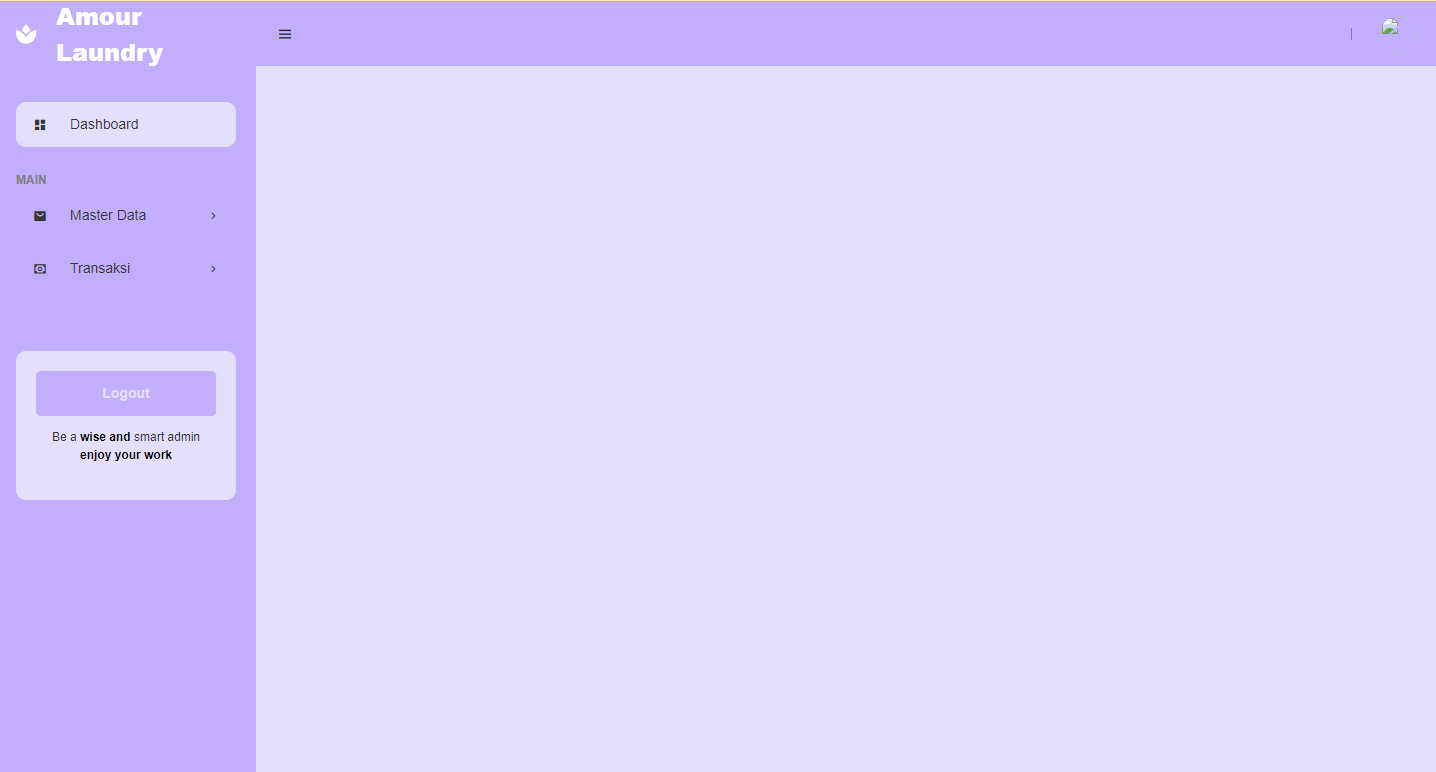 Amour
Laundry
Dashboard
MAIN
Master Data
Transaksi
Logout
Be a wise and smart admin
enjoy your work